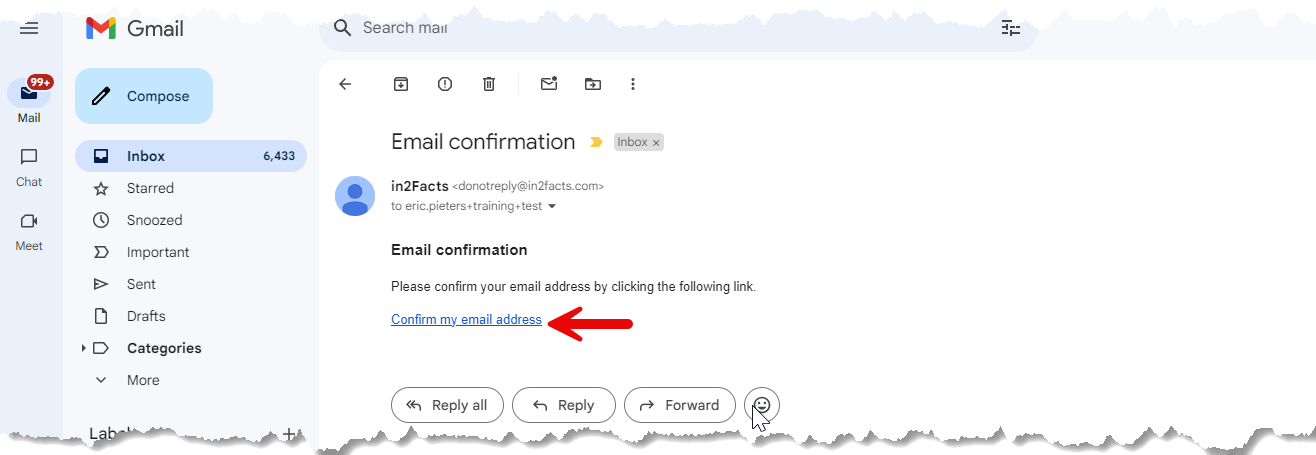 Gmail
Search mail
99+
Mail
Compose
Email confirmation
Inbox ×
Inbox 6,433
Starred
Chat
in2Facts <donotreply@in2facts.com>
to eric.pieters+training+test
Snoozed
Meet
Important
Email confirmation
Sent
Please confirm your email address by clicking the following link.
Drafts
Confirm my email address
Categories
More
Reply all
Reply
Forward